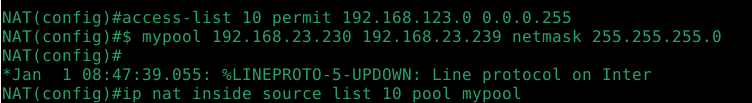 NAT(config)#access-list 10 permit 192.168.123.0 0.0.0.255
NAT(config)#$ mypool 192.168.23.230 192.168.23.239 netmask 255.255.255.0
NAT(config)#
*Jan  1 08:47:39.055: %LINEPROTO-5-UPDOWN: Line protocol on Inter
NAT(config)#ip nat inside source list 10 pool mypool